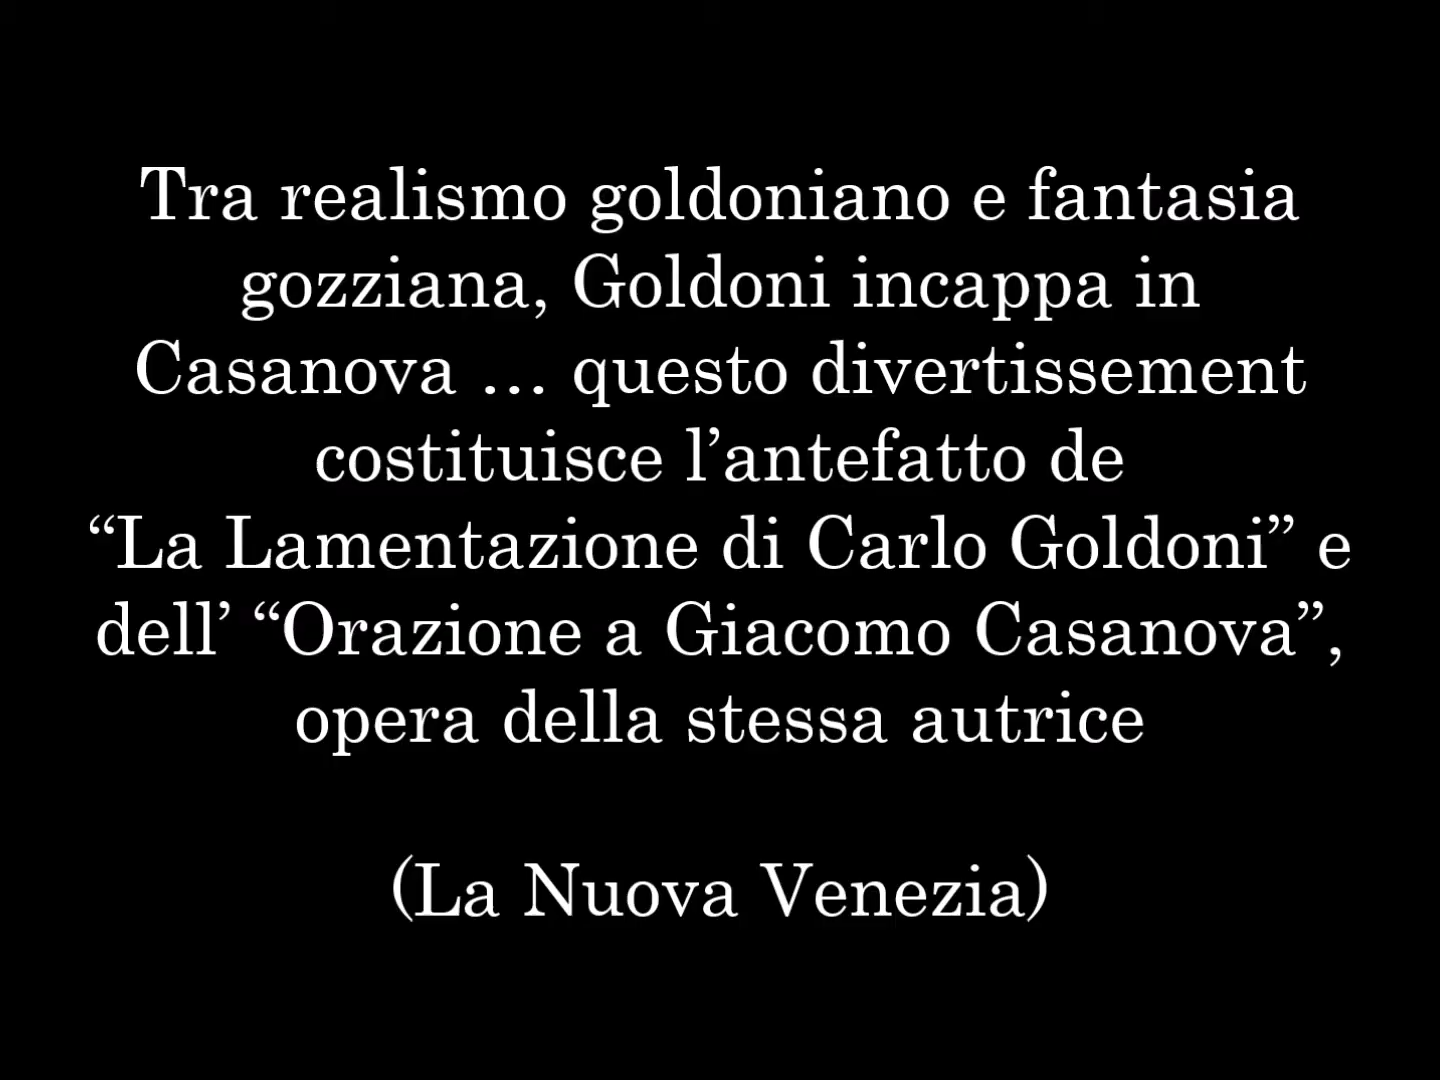 Tra realismo goldoniano e fantasia
gozziana, Goldoni incappa in
Casanova … questo divertissement
costituisce l’antefatto de
“La Lamentazione di Carlo Goldoni” e
dell’ “Orazione a Giacomo Casanova”,
opera della stessa autrice
(La Nuova Venezia)